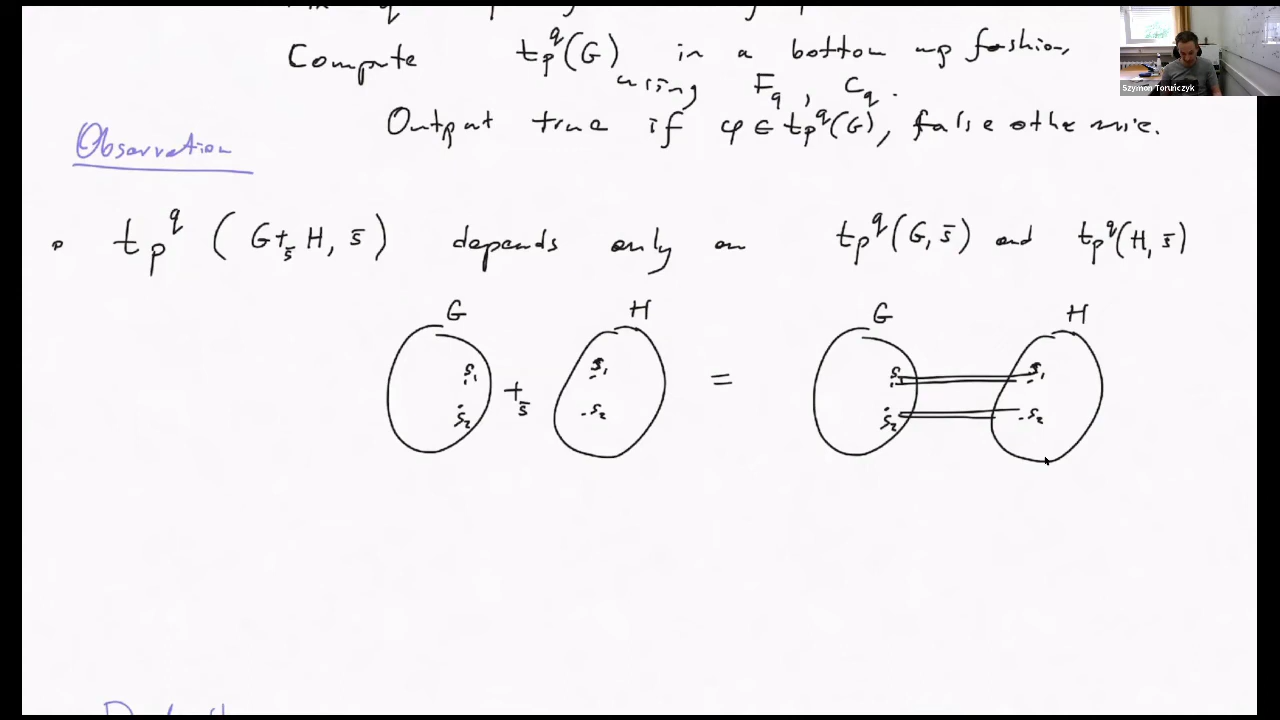 Compute tp^q(G) in a bottom up fashion,
using F_q, C_q.
Output true if φ ∈ tp^q(G), false otherwise.
Observation
• tp^q (G +_s̄ H, s̄) depends only on tp^q(G, s̄) and tp^q(H, s̄)
G H G H
s₁ s₁ s₁ s₁
+_s̄ =
s₂ s₂ s₂ s₂
Szymon Toruńczyk